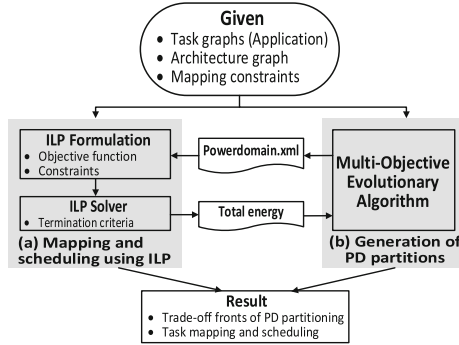 Given
• Task graphs (Application)
• Architecture graph
• Mapping constraints
ILP Formulation
• Objective function
• Constraints
ILP Solver
• Termination criteria
(a) Mapping and
scheduling using ILP
Powerdomain.xml
Total energy
Multi-Objective
Evolutionary
Algorithm
(b) Generation of
PD partitions
Result
• Trade-off fronts of PD partitioning
• Task mapping and scheduling